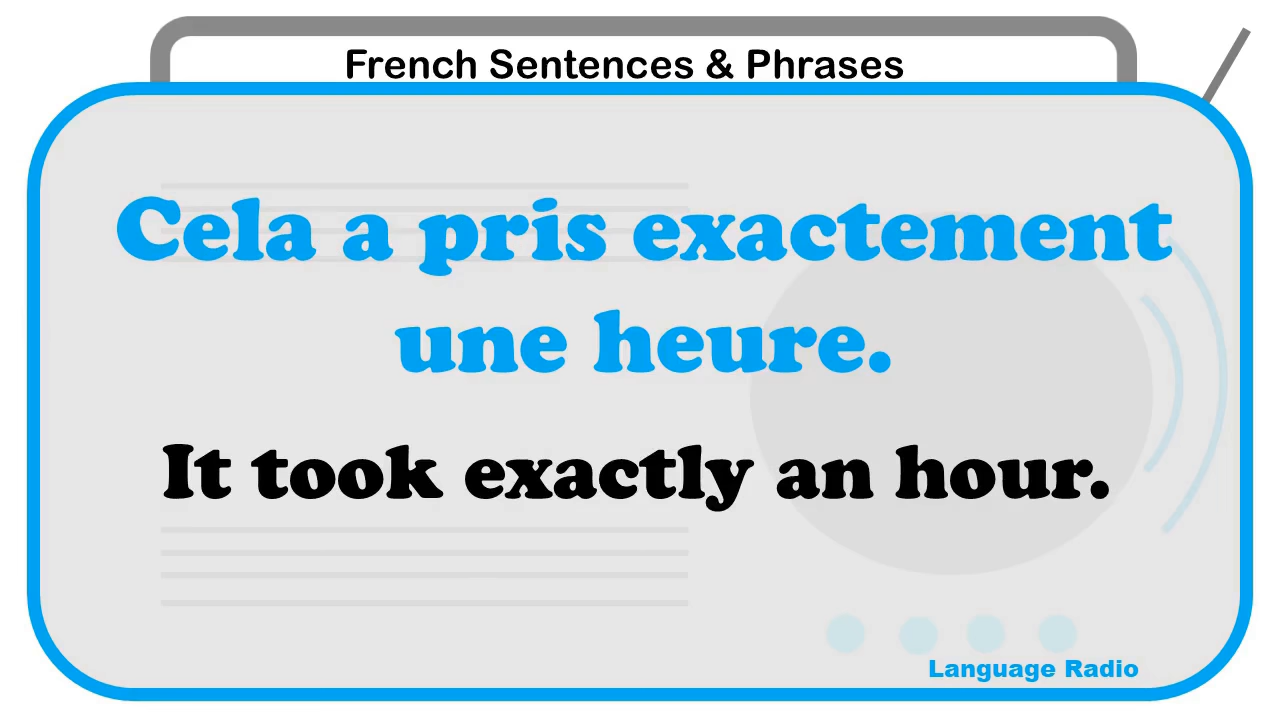 French Sentences & Phrases
Cela a pris exactement
une heure.
It took exactly an hour.
Language Radio